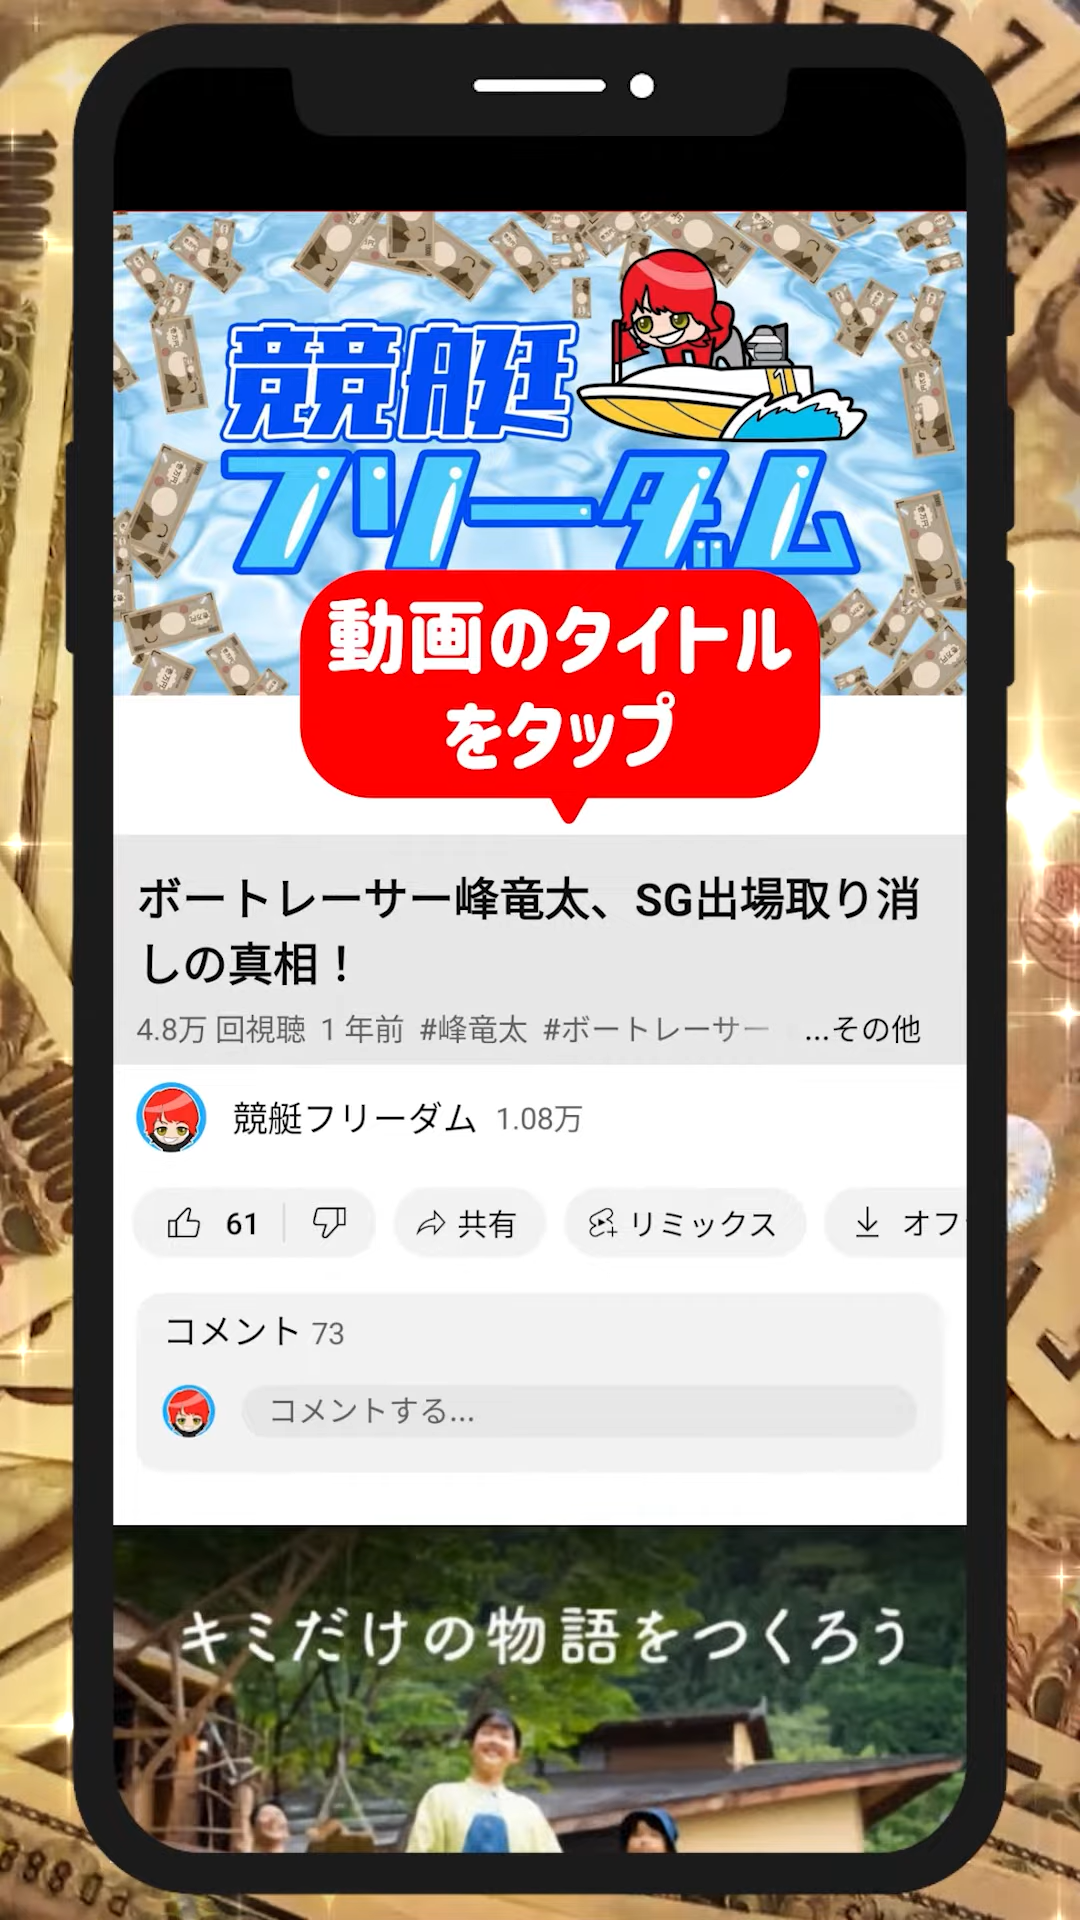 競艇
フリーダム
動画のタイトル
をタップ
ボートレーサー峰竜太、SG出場取り消
しの真相！
4.8万 回視聴 1 年前 #峰竜太 #ボートレーサー ...その他
競艇フリーダム 1.08万
61 共有 リミックス オフ
コメント 73
コメントする...
キミだけの物語をつくろう